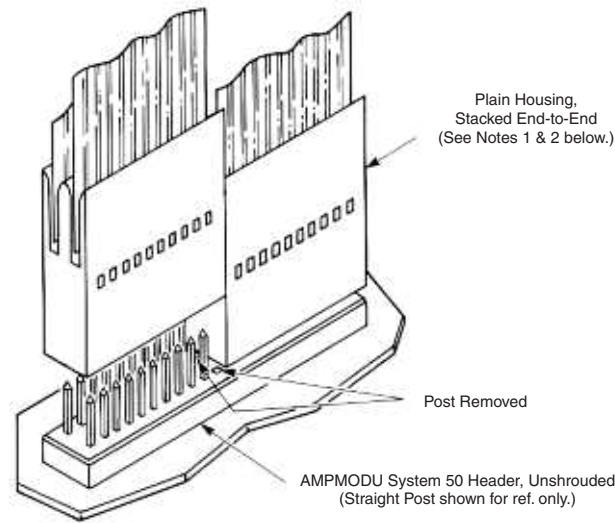 Plain Housing,
Stacked End-to-End
(See Notes 1 & 2 below.)
Post Removed
AMPMODU System 50 Header, Unshrouded
(Straight Post shown for ref. only.)